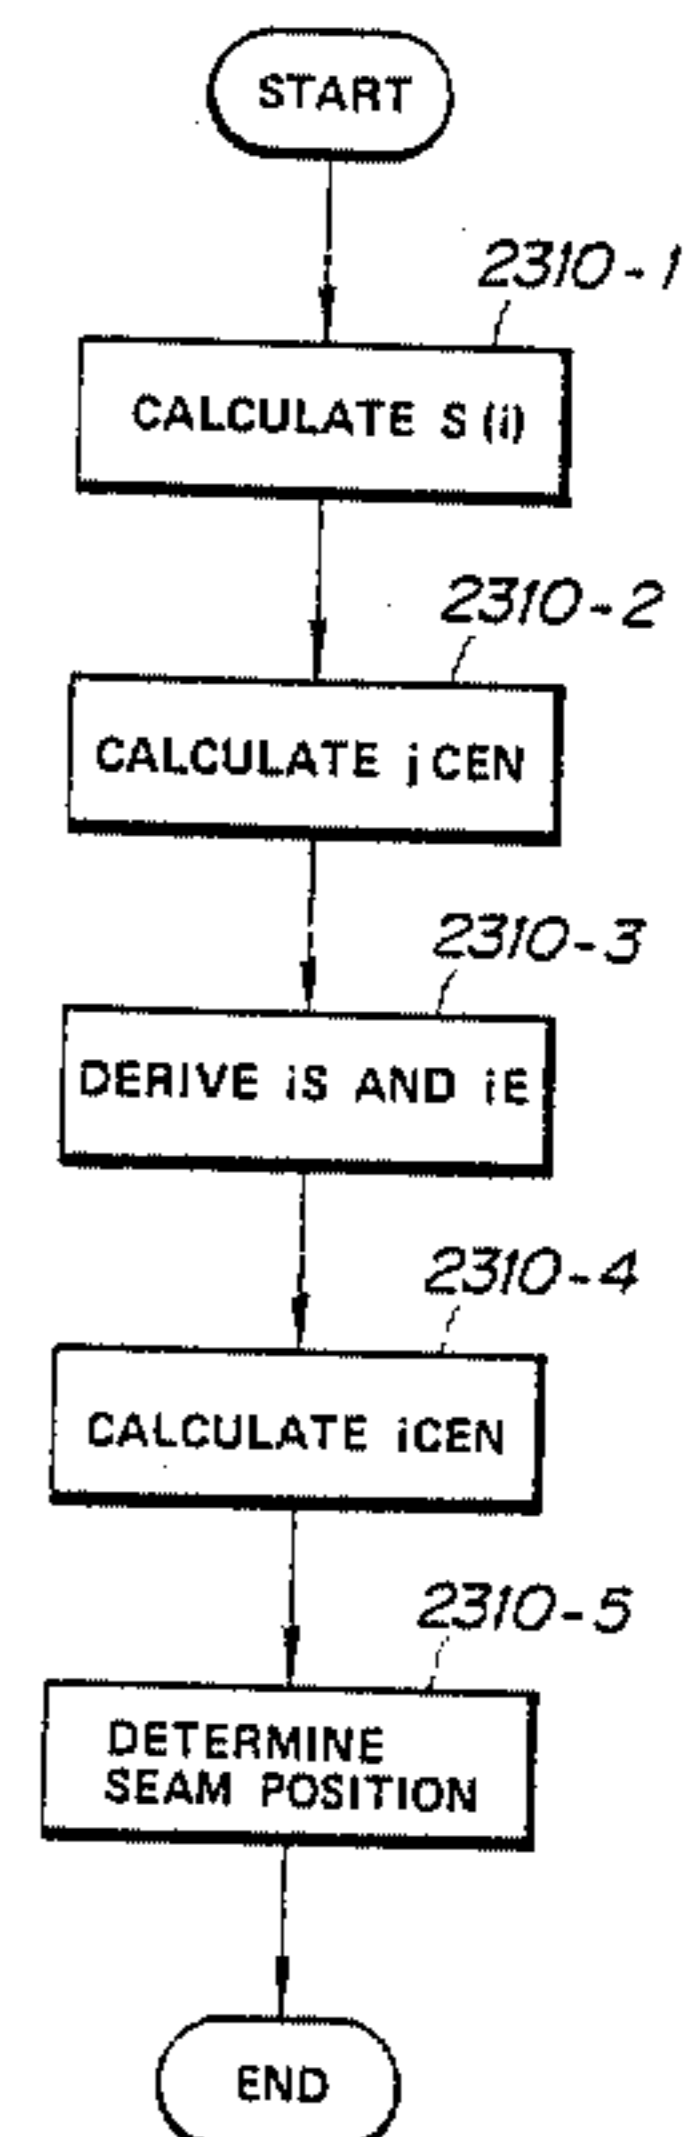 START
2310-1
CALCULATE S(i)
2310-2
CALCULATE jCEN
2310-3
DERIVE iS AND iE
2310-4
CALCULATE iCEN
2310-5
DETERMINE
SEAM POSITION
END